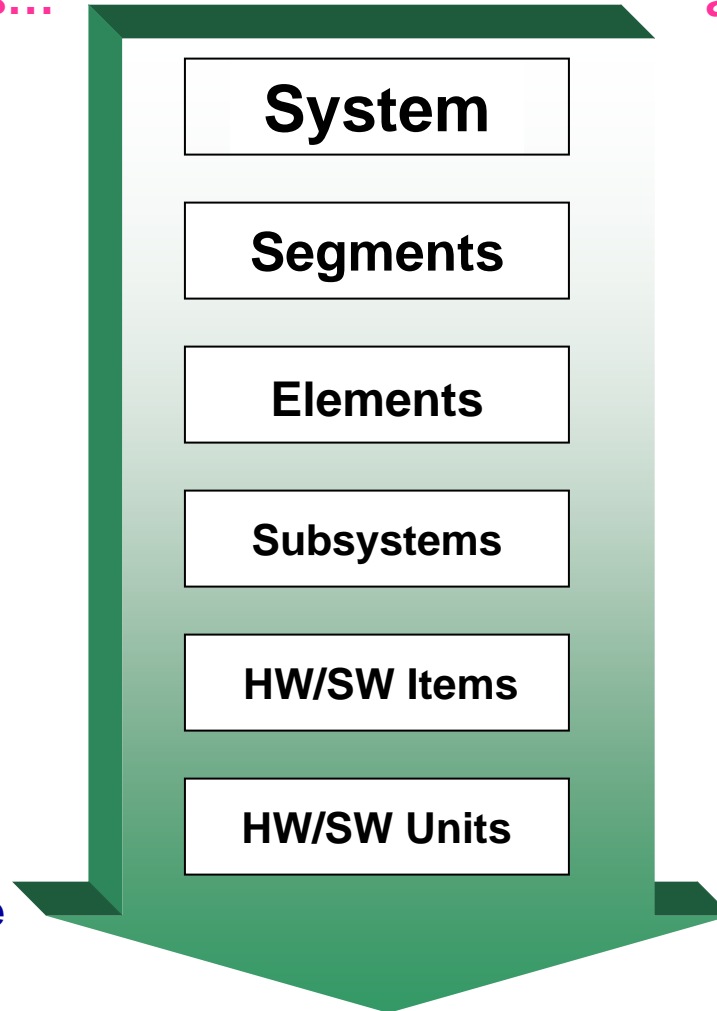 System
Segments
Elements
Subsystems
HW/SW Items
HW/SW Units